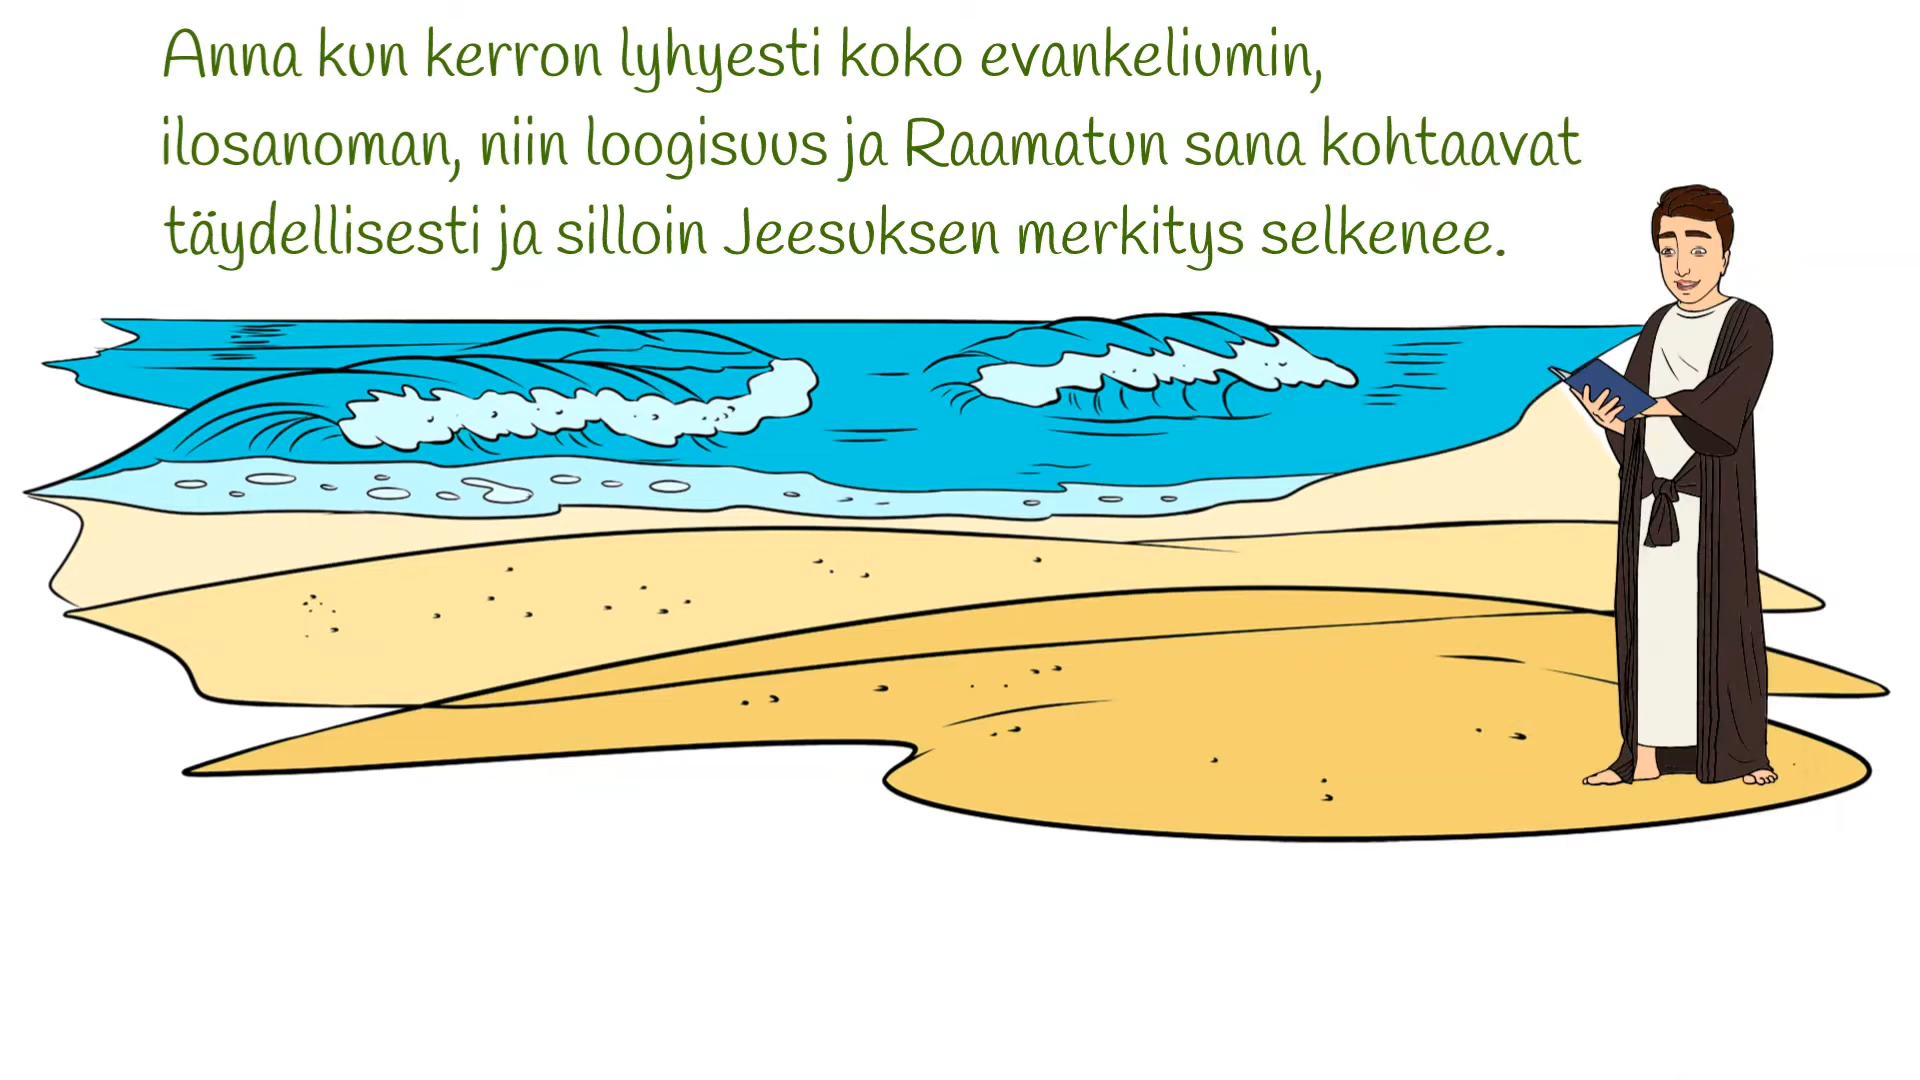 Anna kun kerron lyhyesti koko evankeliumin,
ilosanoman, niin loogisuus ja Raamatun sana kohtaavat
täydellisesti ja silloin Jeesuksen merkitys selkenee.